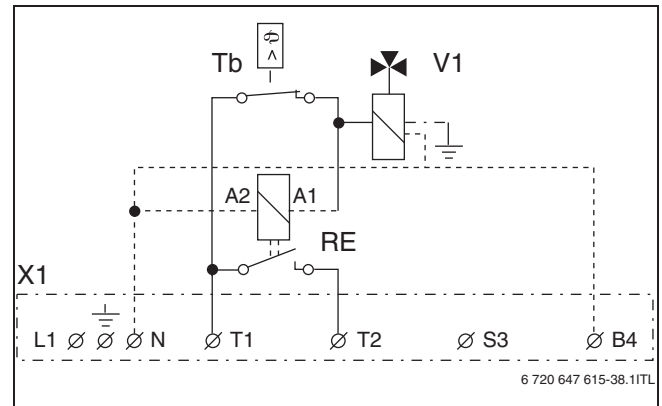 ϑ >
Tb
V1
A2 A1
RE
X1
L1 N T1 T2 S3 B4
6 720 647 615-38.1ITL